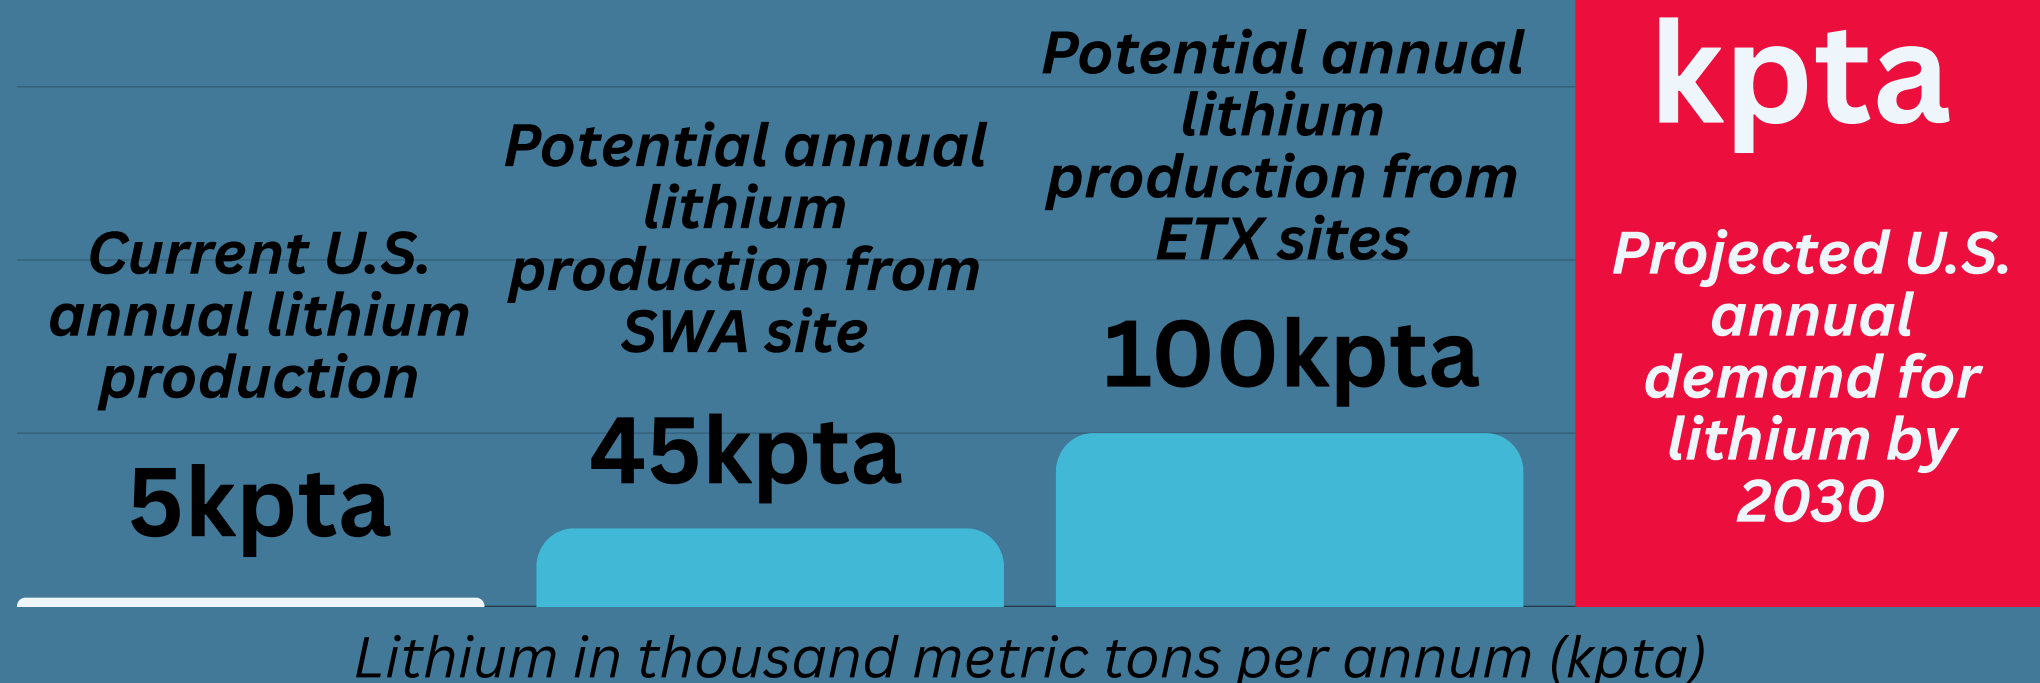 Current U.S.
annual lithium
production
5kpta
Potential annual
lithium
production from
SWA site
45kpta
Potential annual
lithium
production from
ETX sites
100kpta
kpta
Projected U.S.
annual
demand for
lithium by
2030
Lithium in thousand metric tons per annum (kpta)